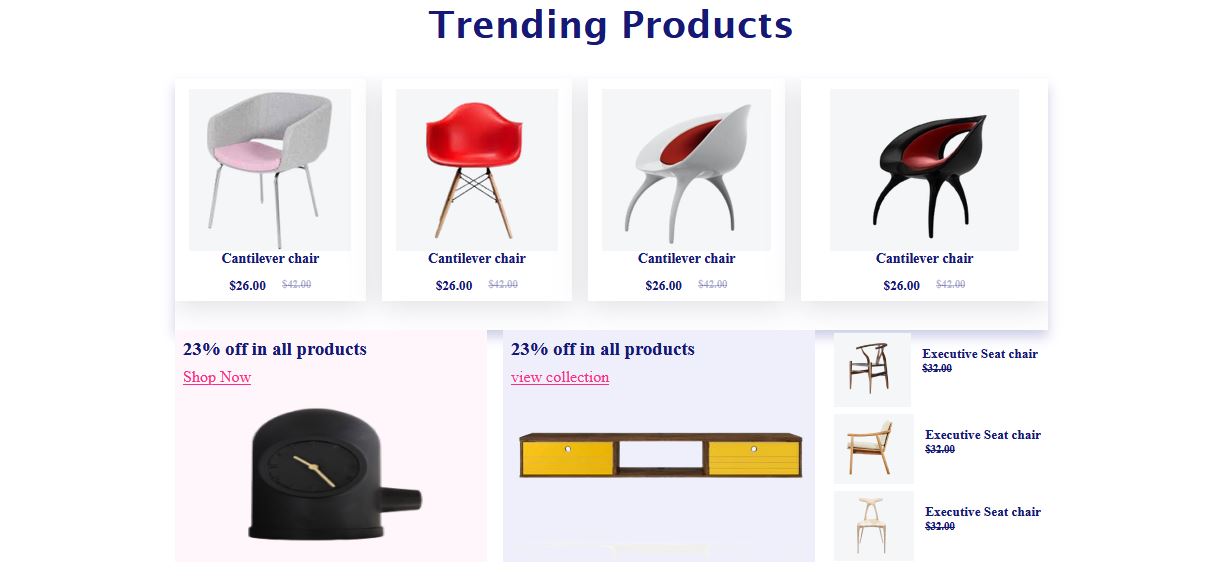 Trending Products
Cantilever chair
$26.00 $42.00
Cantilever chair
$26.00 $42.00
Cantilever chair
$26.00 $42.00
Cantilever chair
$26.00 $42.00
23% off in all products
Shop Now
23% off in all products
view collection
Executive Seat chair
$32.00
Executive Seat chair
$32.00
Executive Seat chair
$32.00